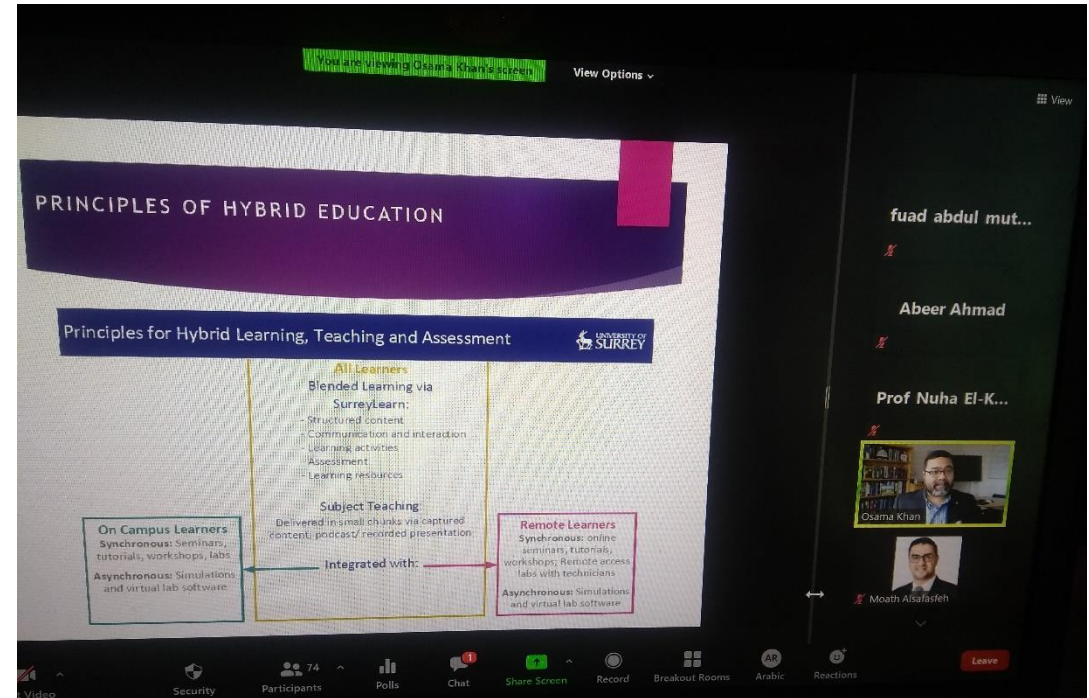 You are viewing Osama Khan's screen
View Options
View
PRINCIPLES OF HYBRID EDUCATION
Principles for Hybrid Learning, Teaching and Assessment
UNIVERSITY OF
SURREY
All Learners
Blended Learning via
SurreyLearn:
- Structured content
- Communication and interaction
- Learning activities
- Assessment
- Learning resources
Subject Teaching:
Delivered in small chunks via captured
content; podcast/ recorded presentation
Integrated with:
On Campus Learners
Synchronous: Seminars,
tutorials, workshops, labs
Asynchronous: Simulations
and virtual lab software
Remote Learners
Synchronous: online
seminars, tutorials,
workshops; Remote access
labs with technicians
Asynchronous: Simulations
and virtual lab software
fuad abdul mut...
Abeer Ahmad
Prof Nuha El-K...
Osama Khan
Moath Alsafasfeh
Video
Security
74
Participants
Polls
1
Chat
Share Screen
Record
Breakout Rooms
AR
Arabic
Reactions
Leave